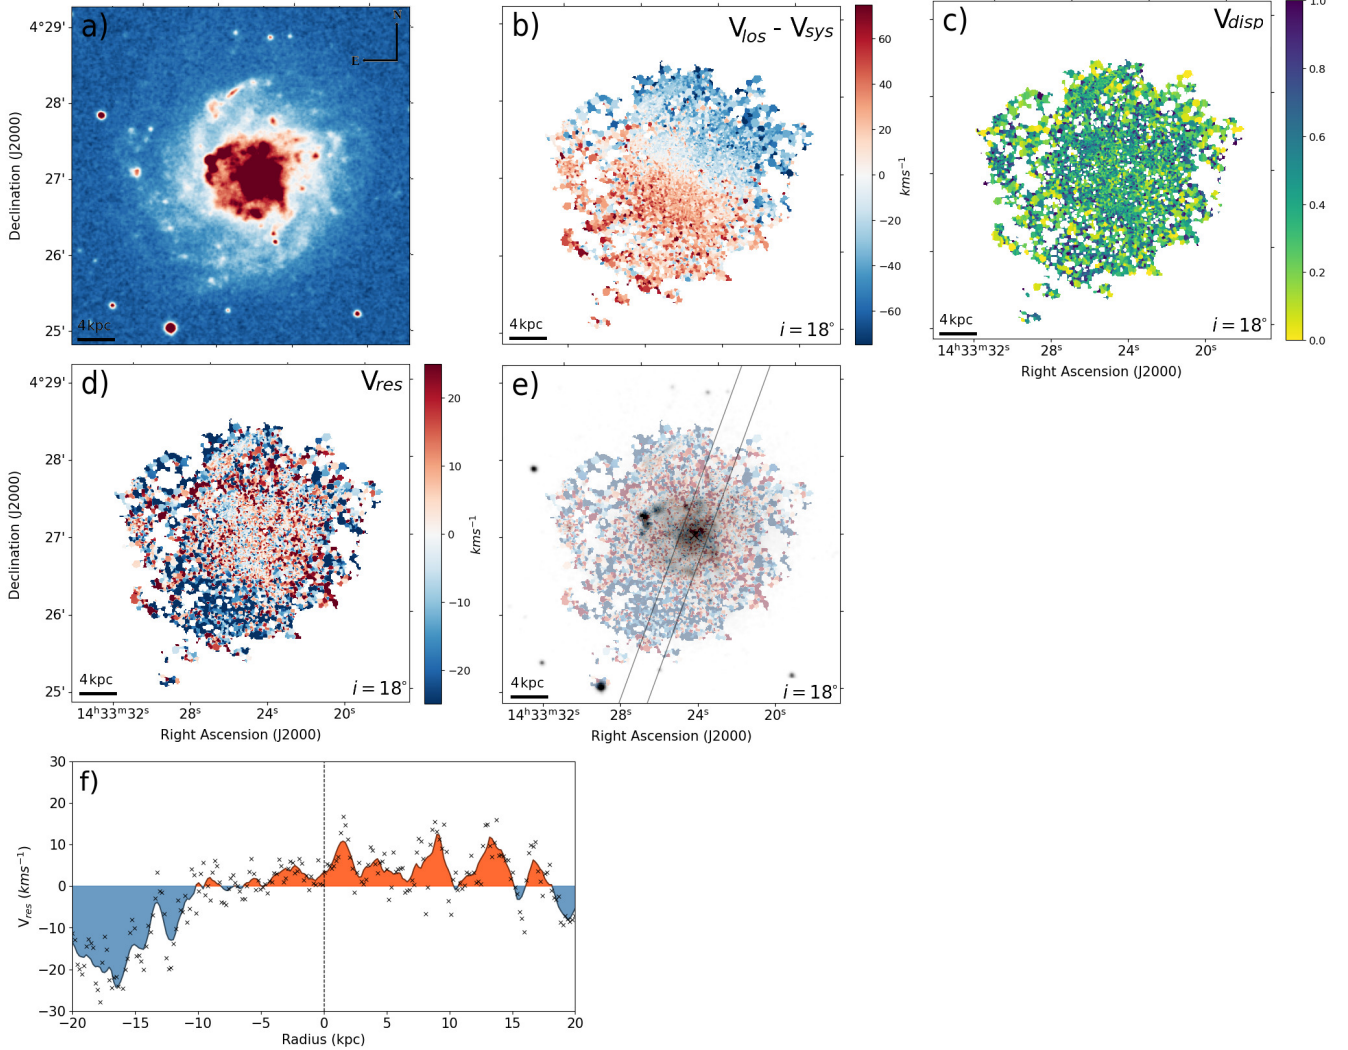 a)
N
E
4°29'
28'
27'
26'
25'
Declination (J2000)
4kpc
b)
V_los - V_sys
4kpc
i = 18°
60
40
20
0
−20
−40
−60
kms⁻¹
c)
V_disp
4kpc
i = 18°
14ʰ33ᵐ32ˢ 28ˢ 24ˢ 20ˢ
Right Ascension (J2000)
1.0
0.8
0.6
0.4
0.2
0.0
d)
V_res
4°29'
28'
27'
26'
25'
Declination (J2000)
4kpc
i = 18°
14ʰ33ᵐ32ˢ 28ˢ 24ˢ 20ˢ
Right Ascension (J2000)
20
10
0
−10
−20
kms⁻¹
e)
4kpc
i = 18°
14ʰ33ᵐ32ˢ 28ˢ 24ˢ 20ˢ
Right Ascension (J2000)
f)
30
20
10
0
−10
−20
−30
V_res (kms⁻¹)
−20 −15 −10 −5 0 5 10 15 20
Radius (kpc)